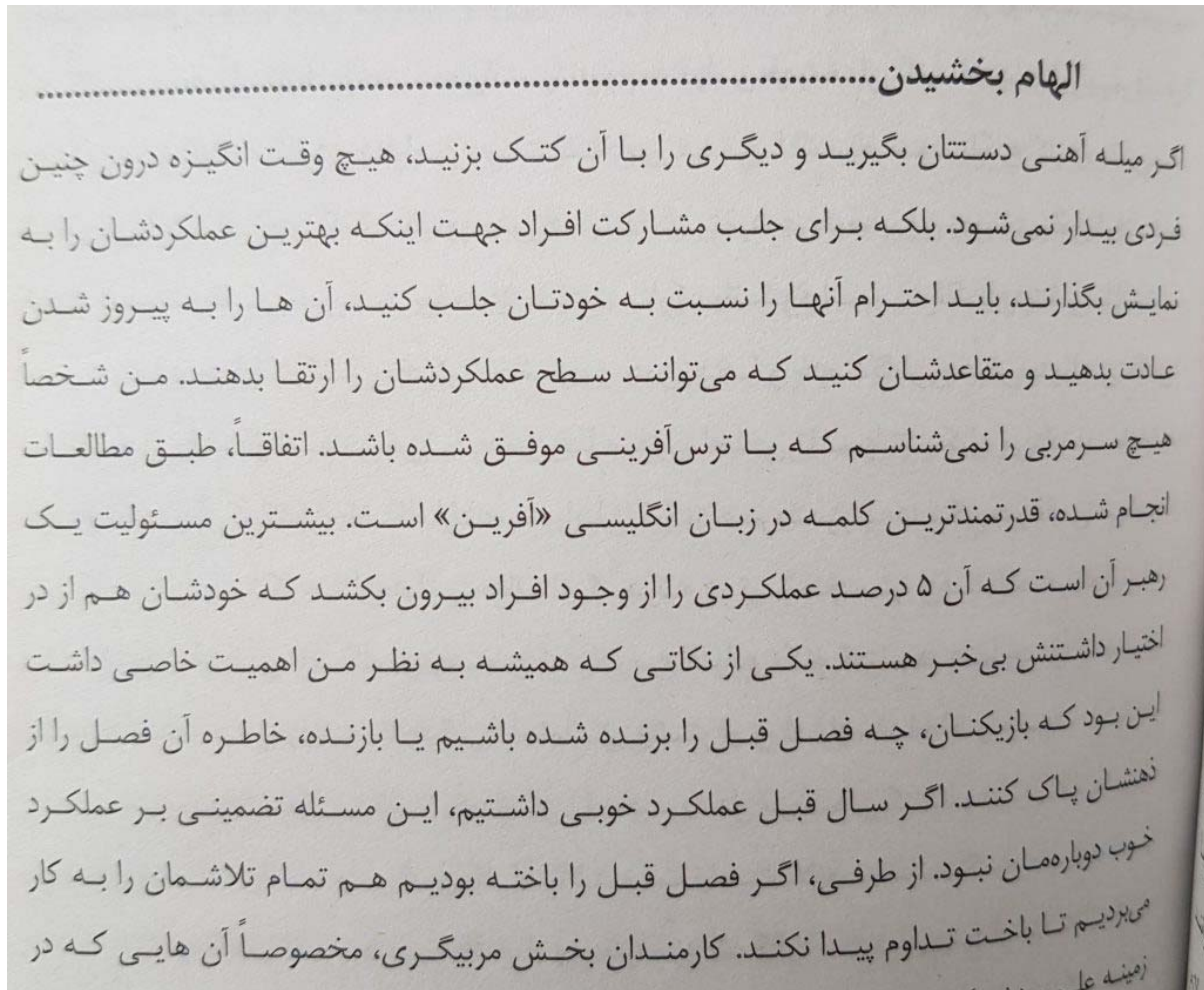 الهام بخشیدن..........................................................................................
اگر میله آهنی دستتان بگیرید و دیگری را با آن کتک بزنید، هیچ وقت انگیزه درون چنین
فردی بیدار نمی‌شود. بلکه برای جلب مشارکت افراد جهت اینکه بهترین عملکردشان را به
نمایش بگذارند، باید احترام آنها را نسبت به خودتان جلب کنید، آن ها را به پیروز شدن
عادت بدهید و متقاعدشان کنید که می‌توانند سطح عملکردشان را ارتقا بدهند. من شخصاً
هیچ سرمربی را نمی‌شناسم که با ترس‌آفرینی موفق شده باشد. اتفاقاً، طبق مطالعات
انجام شده، قدرتمندترین کلمه در زبان انگلیسی «آفرین» است. بیشترین مسئولیت یک
رهبر آن است که آن ۵ درصد عملکردی را از وجود افراد بیرون بکشد که خودشان هم از در
اختیار داشتنش بی‌خبر هستند. یکی از نکاتی که همیشه به نظر من اهمیت خاصی داشت
این بود که بازیکنان، چه فصل قبل را برنده شده باشیم یا بازنده، خاطره آن فصل را از
ذهنشان پاک کنند. اگر سال قبل عملکرد خوبی داشتیم، این مسئله تضمینی بر عملکرد
خوب دوباره‌مان نبود. از طرفی، اگر فصل قبل را باخته بودیم هم تمام تلاشمان را به کار
می‌بردیم تا باخت تداوم پیدا نکند. کارمندان بخش مربیگری، مخصوصاً آن هایی که در
زمینه